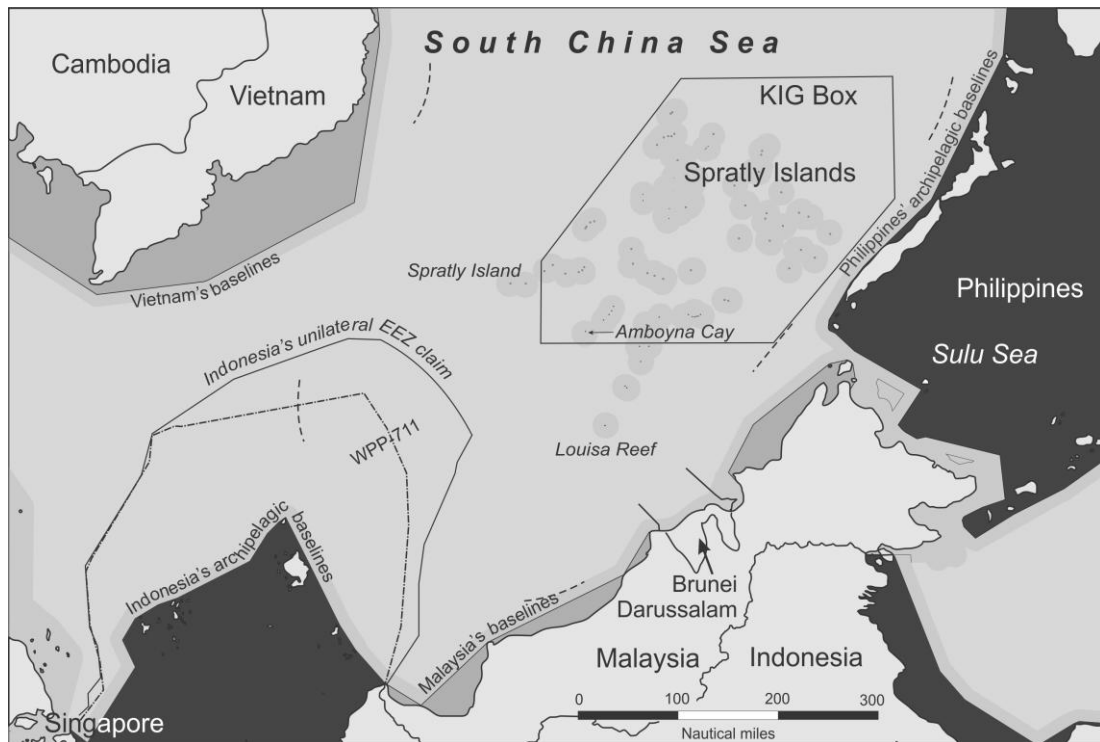 South China Sea
Cambodia
Vietnam
KIG Box
Spratly Islands
Philippines' archipelagic baselines
Spratly Island
Vietnam's baselines
Philippines
Amboyna Cay
Sulu Sea
Indonesia's unilateral EEZ claim
WPP-711
Louisa Reef
Indonesia's archipelagic baselines
Brunei
Darussalam
Malaysia's baselines
Malaysia
Indonesia
0 100 200 300
Nautical miles
Singapore